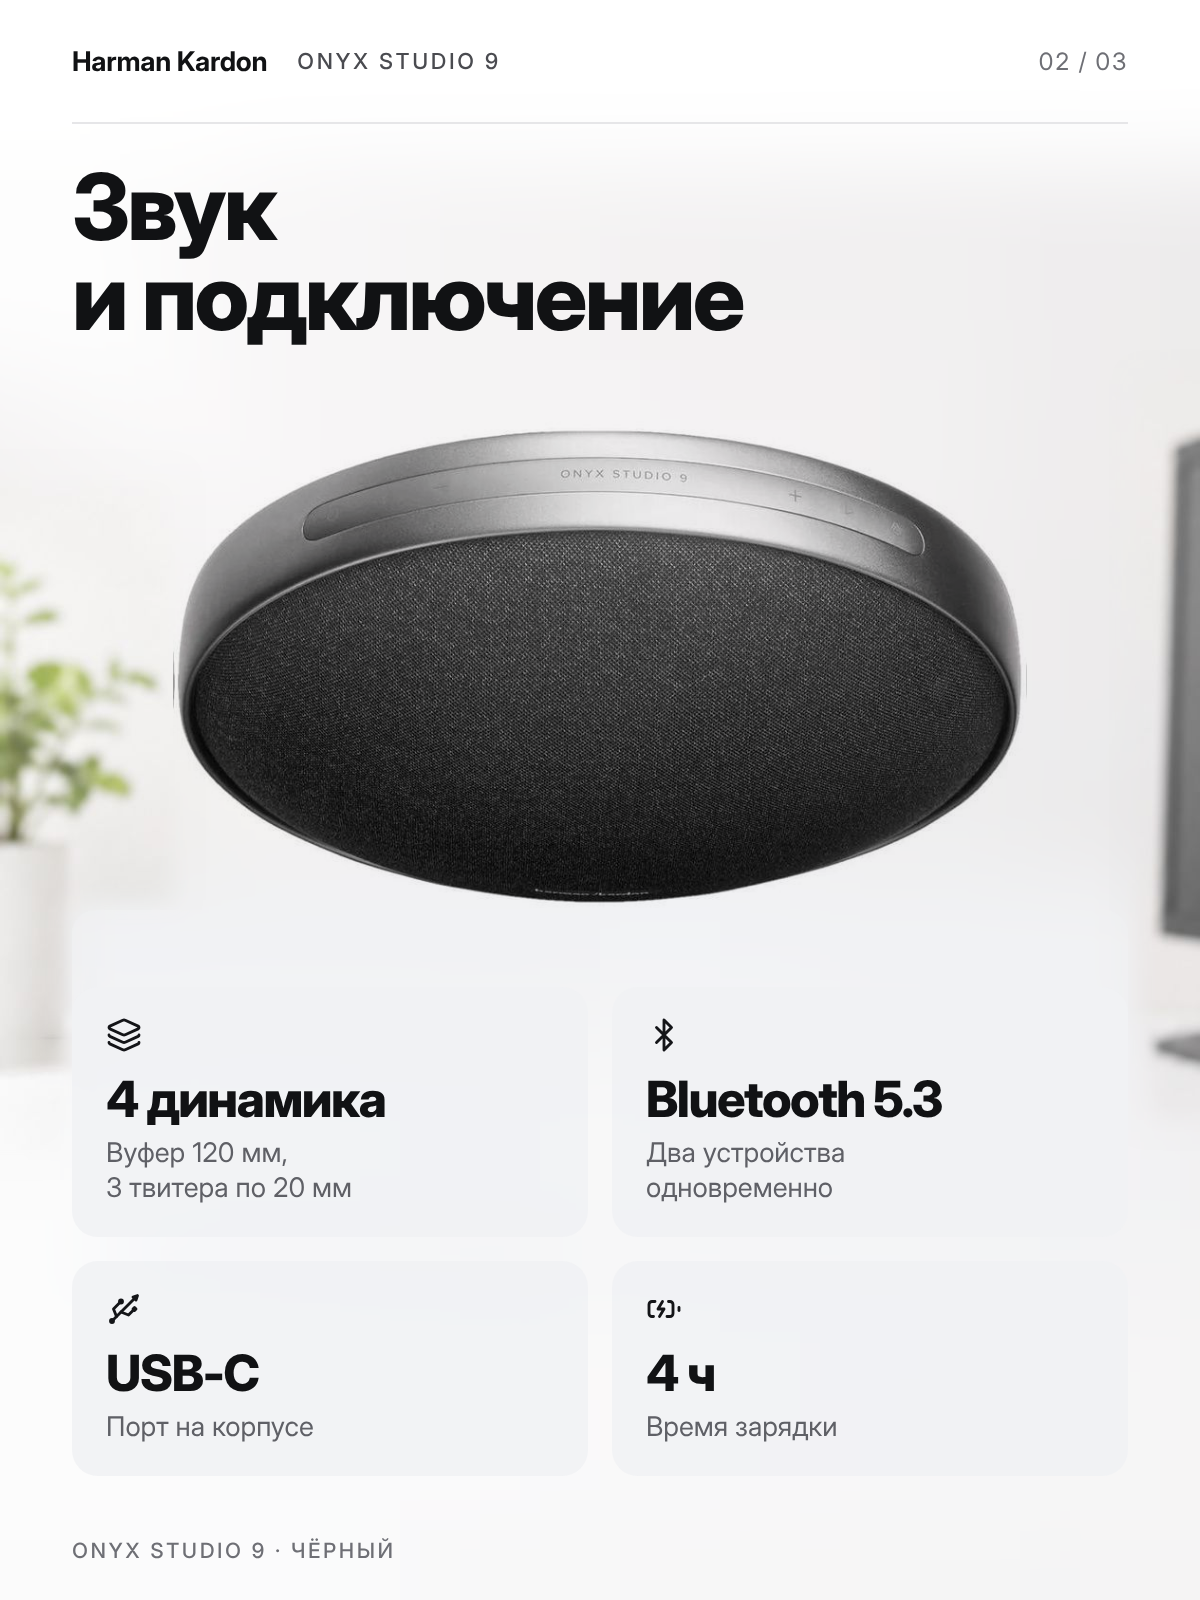 Harman Kardon ONYX STUDIO 9 02 / 03
Звук
и подключение
ONYX STUDIO 9
4 динамика
Вуфер 120 мм,
3 твитера по 20 мм
Bluetooth 5.3
Два устройства
одновременно
USB-C
Порт на корпусе
4 ч
Время зарядки
ONYX STUDIO 9 · ЧЁРНЫЙ